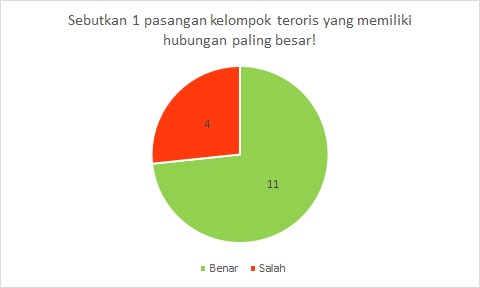 Sebutkan 1 pasangan kelompok teroris yang memiliki
hubungan paling besar!
4
11
Benar Salah